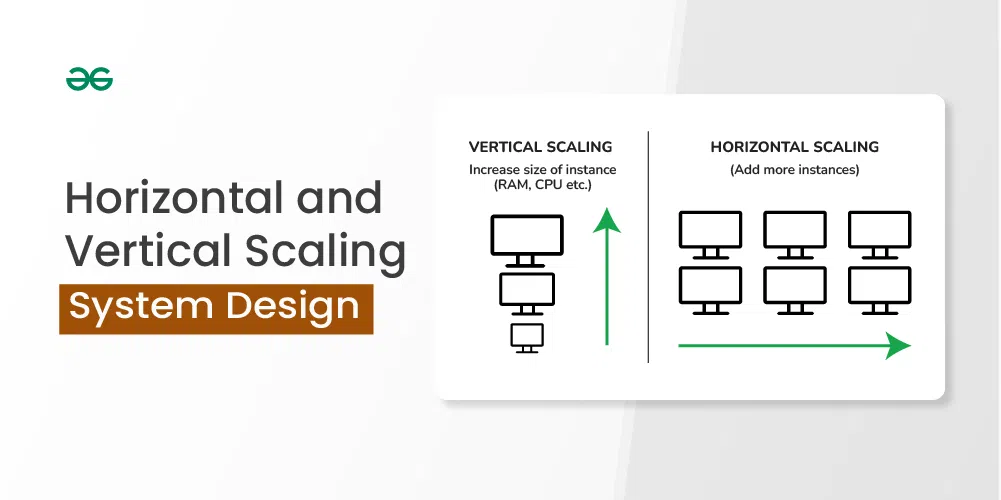 Horizontal and
Vertical Scaling
System Design
VERTICAL SCALING
Increase size of instance
(RAM, CPU etc.)
HORIZONTAL SCALING
(Add more instances)